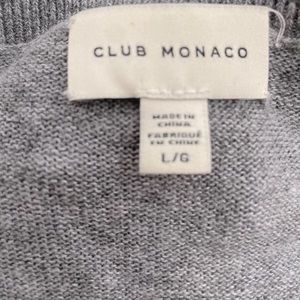 CLUB MONACO
MADE IN
CHINA
FABRIQUÉ
EN CHINE
L/G